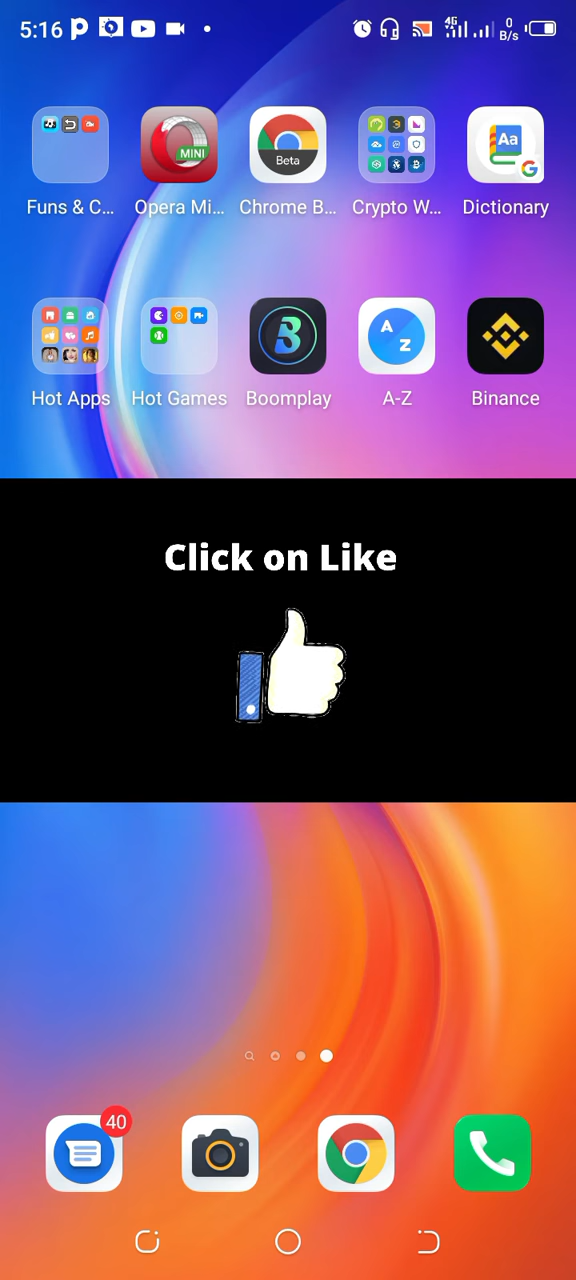 5:16 4G 0 B/s
MINI Beta Aa G
Funs & C... Opera Mi... Chrome B... Crypto W... Dictionary
B A Z
Hot Apps Hot Games Boomplay A-Z Binance
Click on Like
40